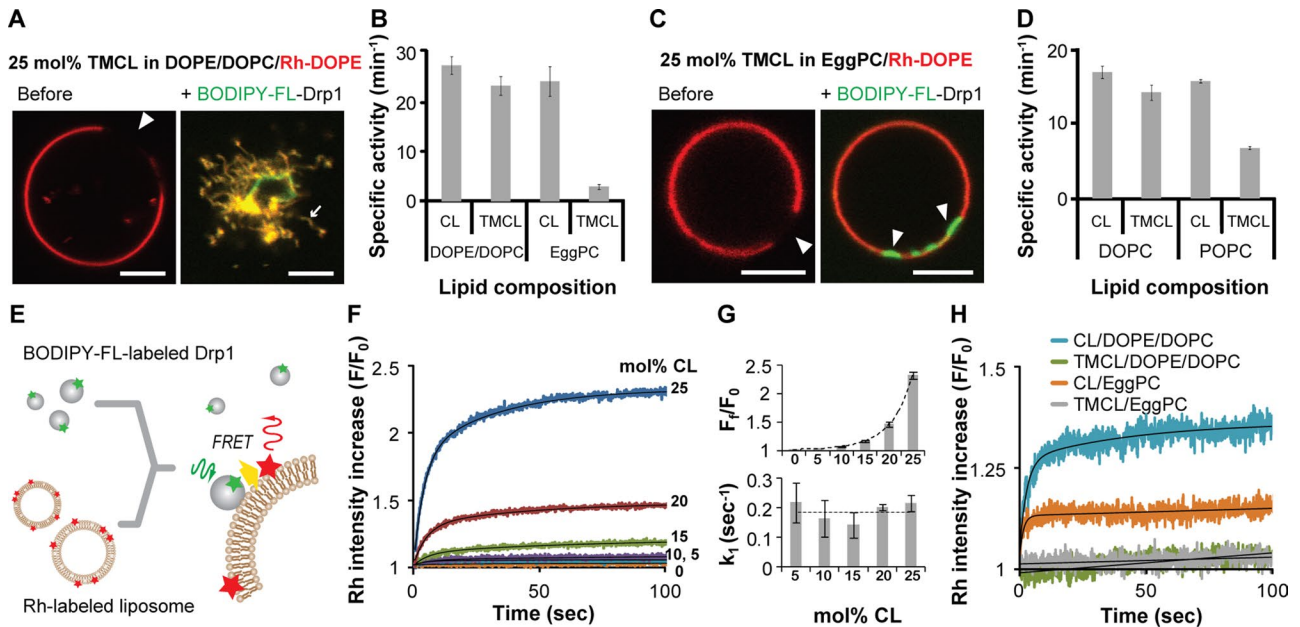 A
25 mol% TMCL in DOPE/DOPC/Rh-DOPE
Before
+ BODIPY-FL-Drp1
B
Specific activity (min⁻¹)
30
20
10
0
CL
TMCL
CL
TMCL
DOPE/DOPC
EggPC
Lipid composition
C
25 mol% TMCL in EggPC/Rh-DOPE
Before
+ BODIPY-FL-Drp1
D
Specific activity (min⁻¹)
20
10
0
CL
TMCL
CL
TMCL
DOPC
POPC
Lipid composition
E
BODIPY-FL-labeled Drp1
FRET
Rh-labeled liposome
F
Rh intensity increase (F/F₀)
2.5
2
1.5
1
mol% CL
25
20
15
10, 5
0
0
50
100
Time (sec)
G
Ff/F₀
2.5
2
1.5
1
0 5 10 15 20 25
k₁ (sec⁻¹)
0.3
0.2
0.1
0
5 10 15 20 25
mol% CL
H
Rh intensity increase (F/F₀)
1.5
1.25
1
CL/DOPE/DOPC
TMCL/DOPE/DOPC
CL/EggPC
TMCL/EggPC
0
50
100
Time (sec)